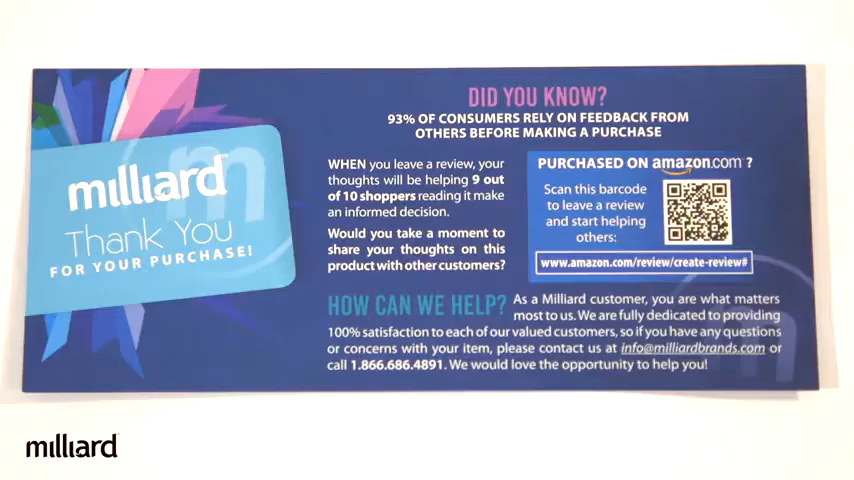 milliard
Thank You
FOR YOUR PURCHASE!
DID YOU KNOW?
93% OF CONSUMERS RELY ON FEEDBACK FROM
OTHERS BEFORE MAKING A PURCHASE
WHEN you leave a review, your
thoughts will be helping 9 out
of 10 shoppers reading it make
an informed decision.
Would you take a moment to
share your thoughts on this
product with other customers?
PURCHASED ON amazon.com ?
Scan this barcode
to leave a review
and start helping
others:
www.amazon.com/review/create-review#
HOW CAN WE HELP? As a Milliard customer, you are what matters
most to us. We are fully dedicated to providing
100% satisfaction to each of our valued customers, so if you have any questions
or concerns with your item, please contact us at info@milliardbrands.com or
call 1.866.686.4891. We would love the opportunity to help you!
milliard